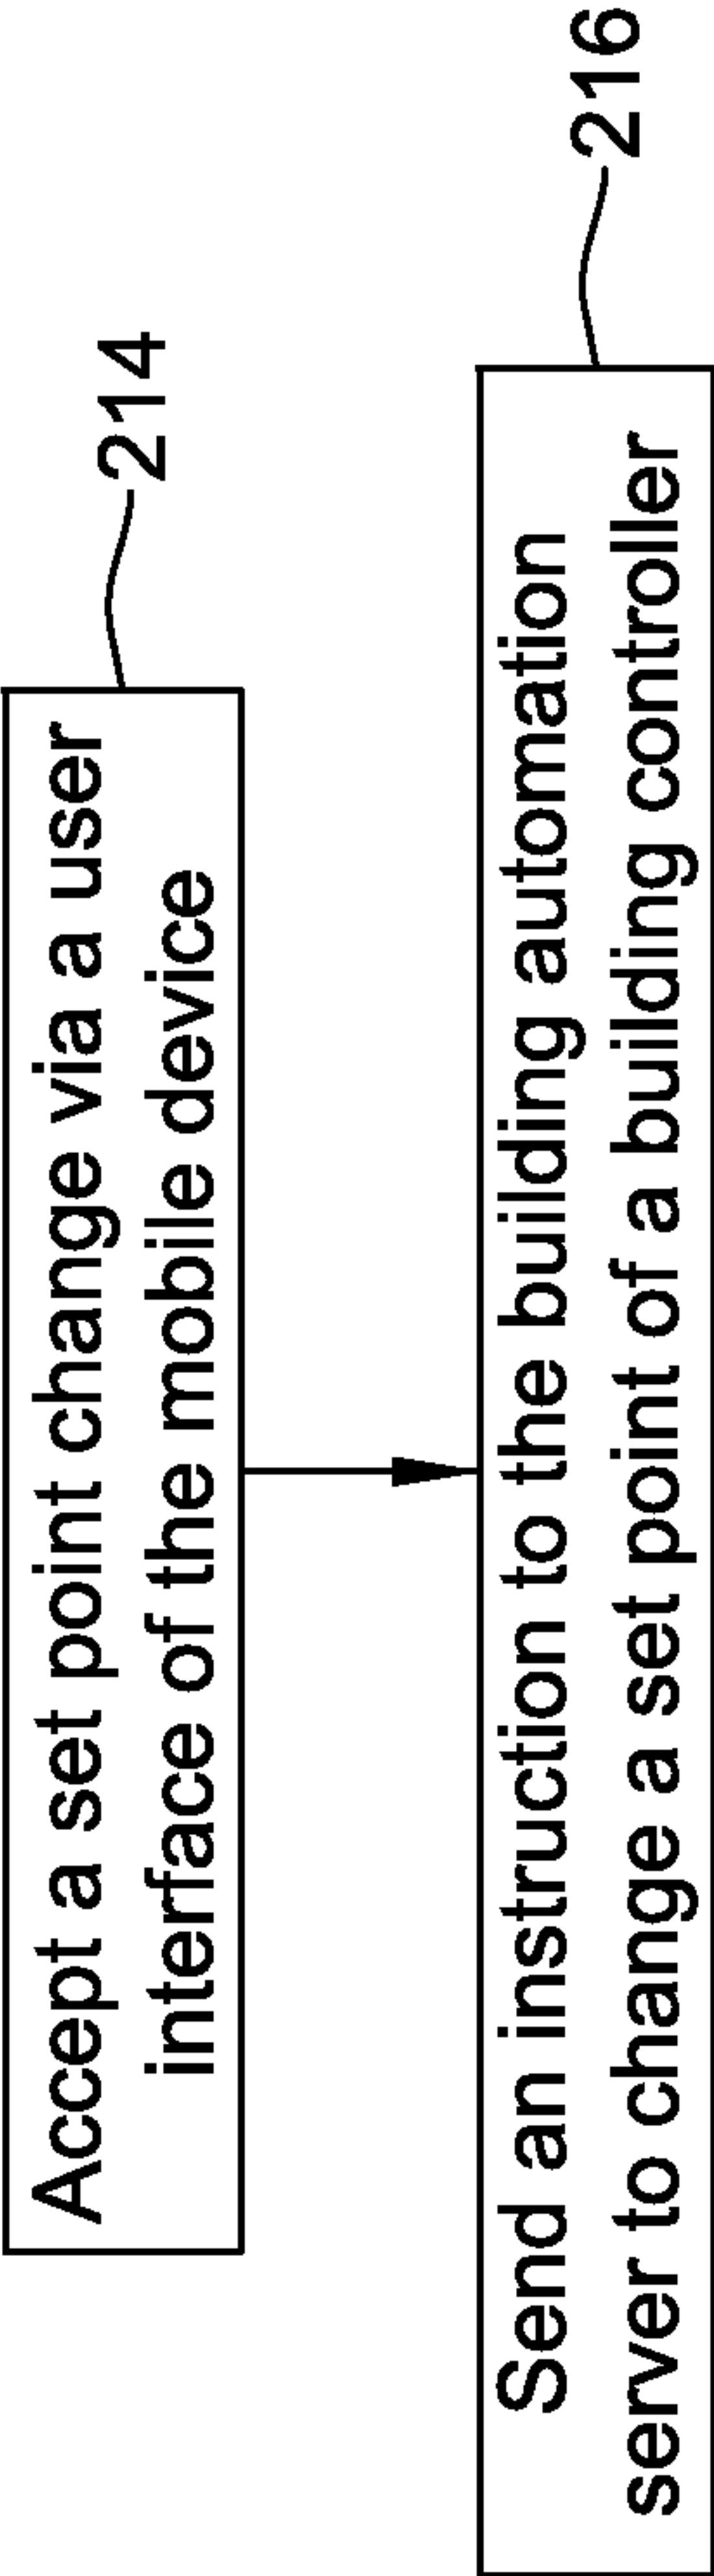 Accept a set point change via a user
interface of the mobile device
214
Send an instruction to the building automation
server to change a set point of a building controller
216